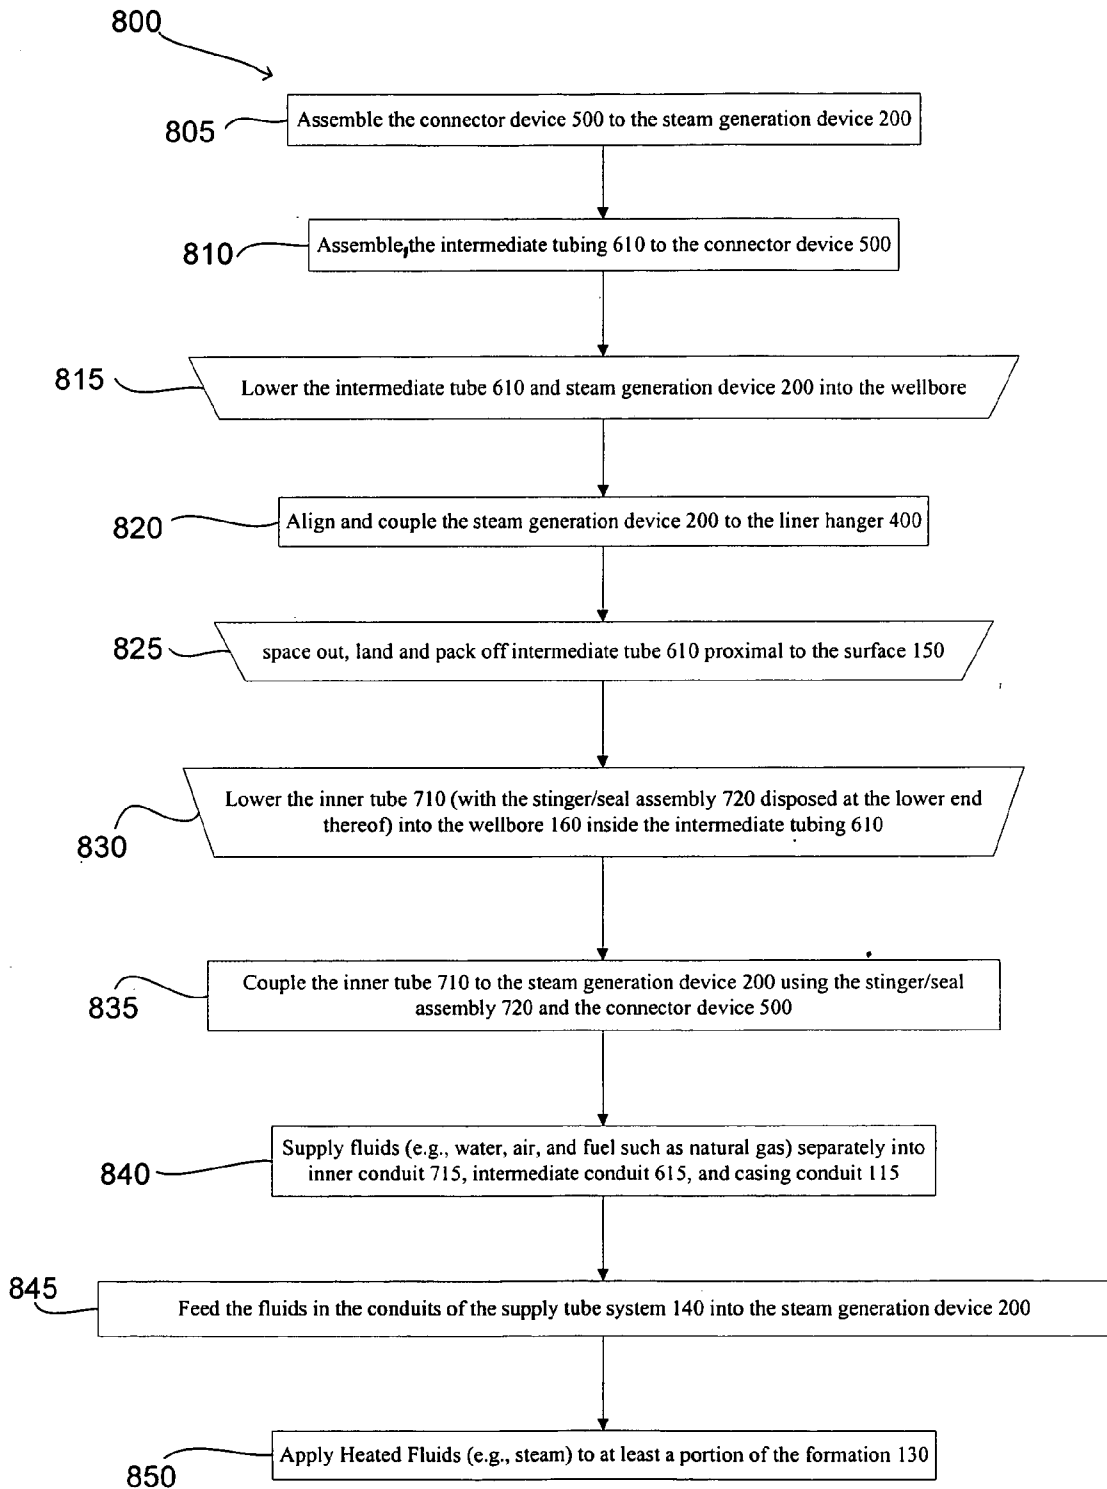 800
805
Assemble the connector device 500 to the steam generation device 200
810
Assemble the intermediate tubing 610 to the connector device 500
815
Lower the intermediate tube 610 and steam generation device 200 into the wellbore
820
Align and couple the steam generation device 200 to the liner hanger 400
825
space out, land and pack off intermediate tube 610 proximal to the surface 150
830
Lower the inner tube 710 (with the stinger/seal assembly 720 disposed at the lower end
thereof) into the wellbore 160 inside the intermediate tubing 610
835
Couple the inner tube 710 to the steam generation device 200 using the stinger/seal
assembly 720 and the connector device 500
840
Supply fluids (e.g., water, air, and fuel such as natural gas) separately into
inner conduit 715, intermediate conduit 615, and casing conduit 115
845
Feed the fluids in the conduits of the supply tube system 140 into the steam generation device 200
850
Apply Heated Fluids (e.g., steam) to at least a portion of the formation 130